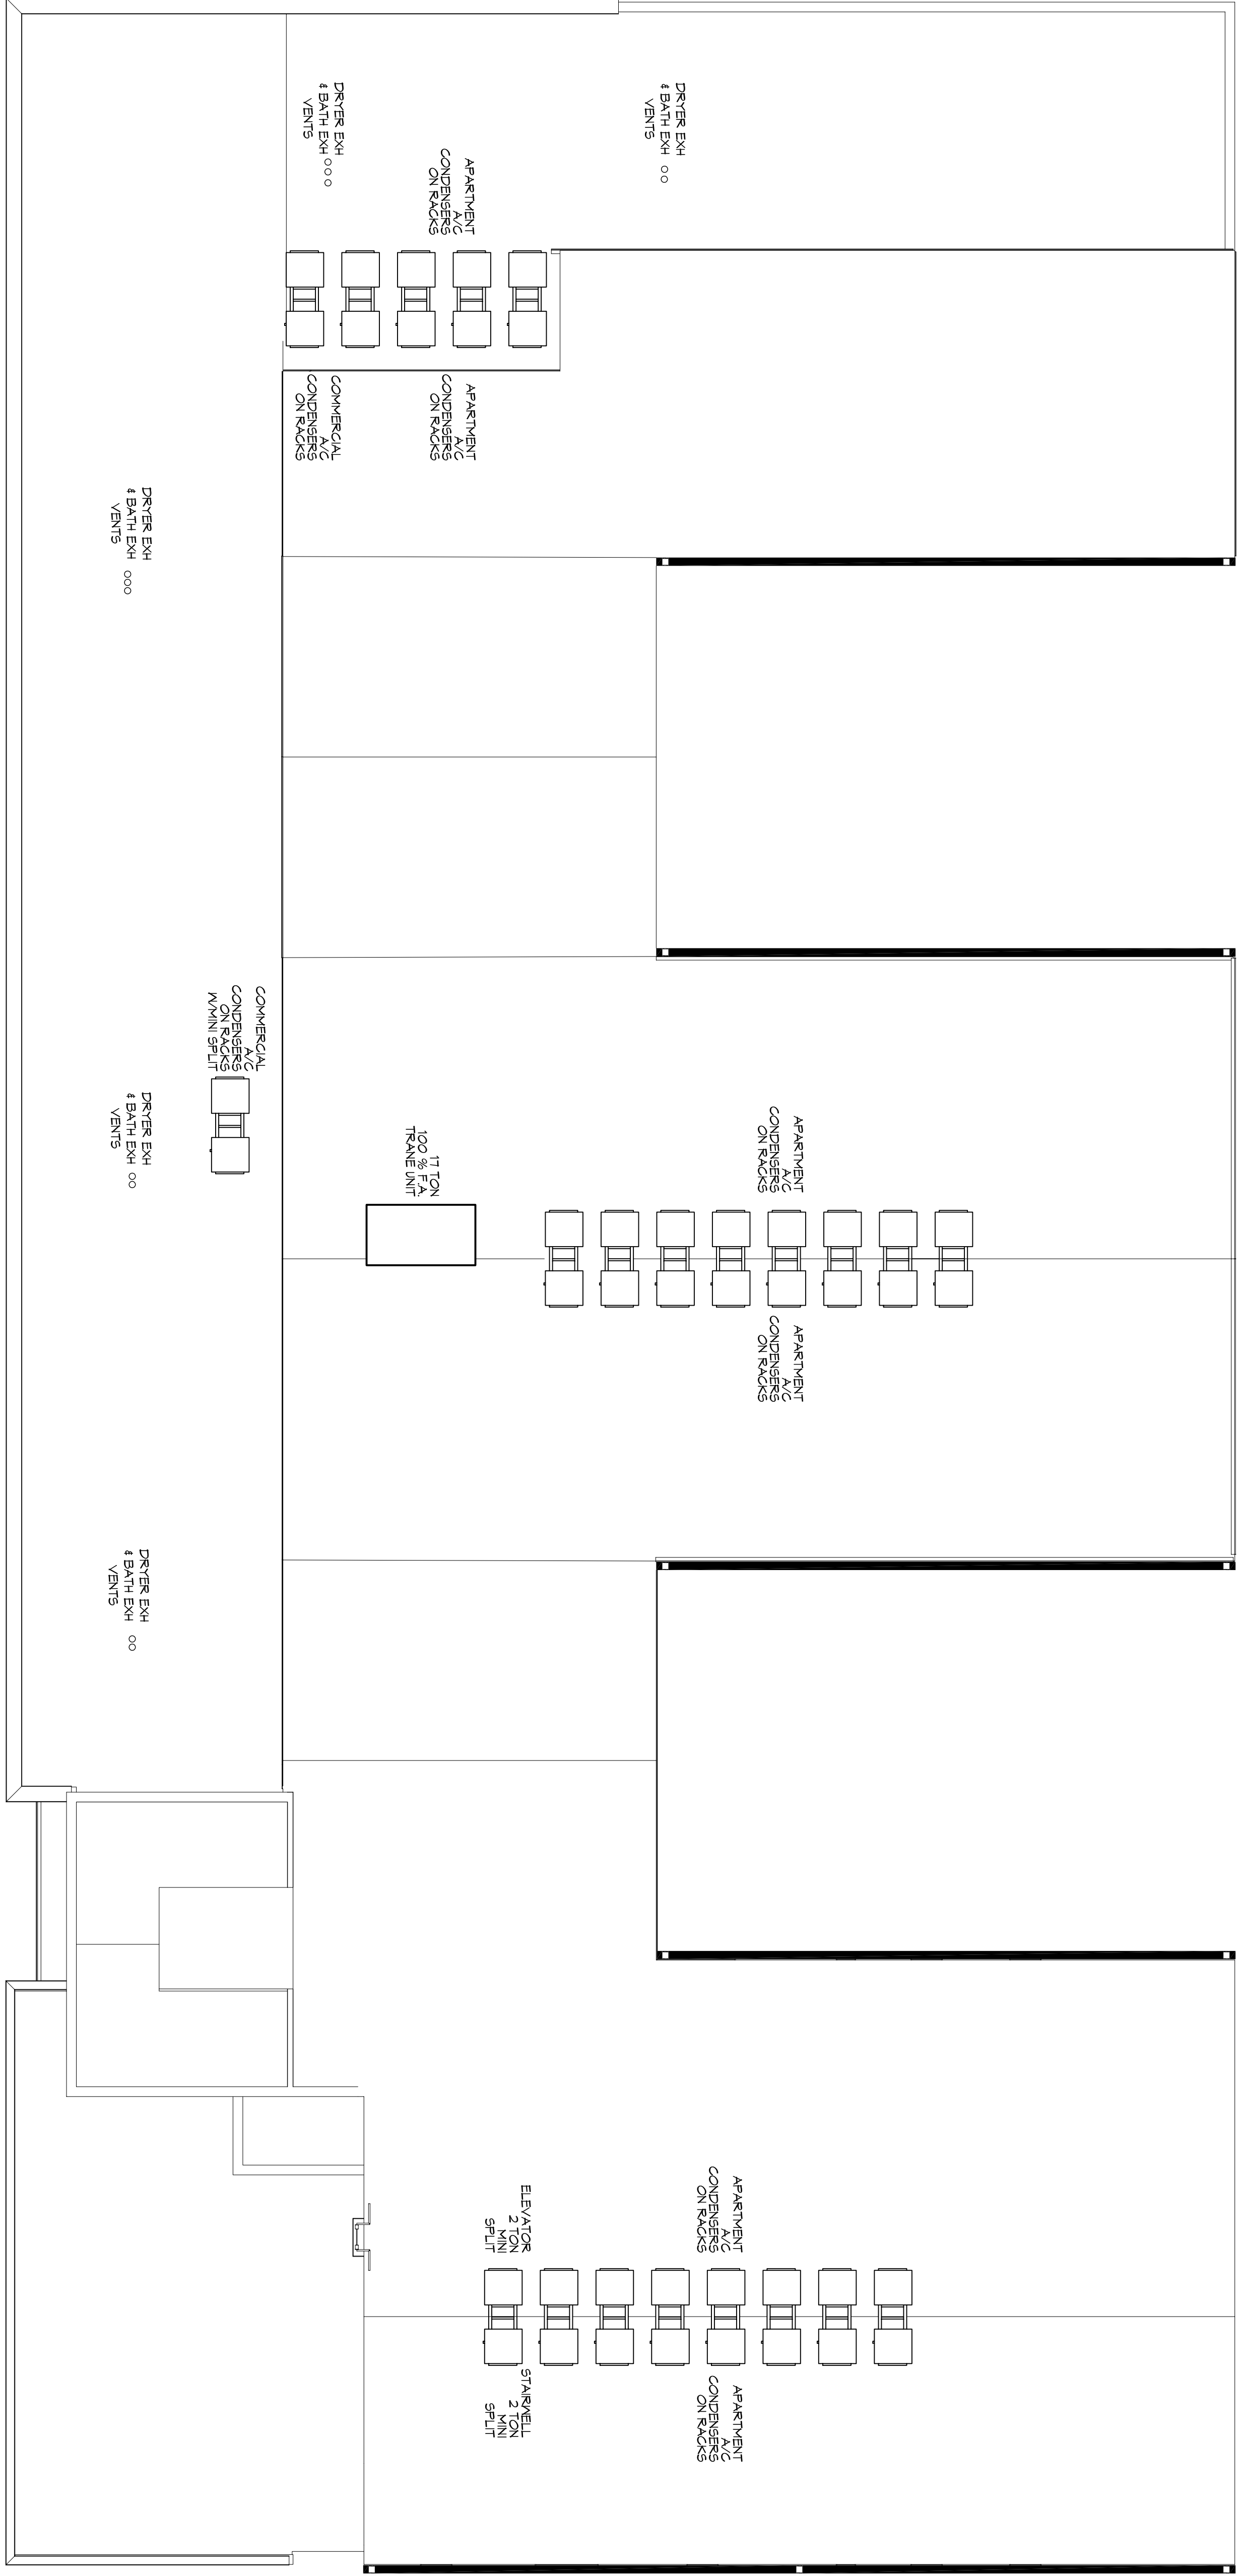 DRYER EXH
& BATH EXH
VENTS
DRYER EXH
& BATH EXH
VENTS
APARTMENT
A/C
CONDENSERS
ON RACKS
APARTMENT
A/C
CONDENSERS
ON RACKS
COMMERCIAL
A/C
CONDENSERS
ON RACKS
DRYER EXH
& BATH EXH
VENTS
COMMERCIAL
A/C
CONDENSERS
ON RACKS
W/MINI SPLIT
DRYER EXH
& BATH EXH
VENTS
17 TON
100 % F.A.
TRANE UNIT
APARTMENT
A/C
CONDENSERS
ON RACKS
APARTMENT
A/C
CONDENSERS
ON RACKS
DRYER EXH
& BATH EXH
VENTS
APARTMENT
A/C
CONDENSERS
ON RACKS
ELEVATOR
2 TON
MINI
SPLIT
APARTMENT
A/C
CONDENSERS
ON RACKS
STAIRWELL
2 TON
MINI
SPLIT